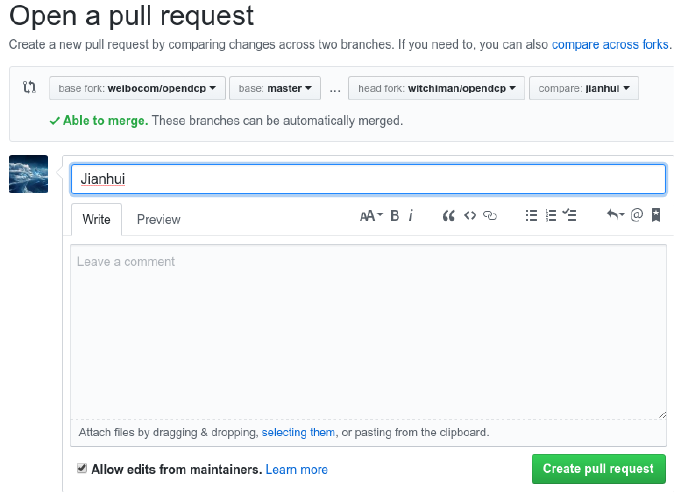 Open a pull request
Create a new pull request by comparing changes across two branches. If you need to, you can also compare across forks.
base fork: weibocom/opendcp base: master ... head fork: witchiman/opendcp compare: jianhui
Able to merge. These branches can be automatically merged.
Jianhui
Write Preview AA B i
Leave a comment
Attach files by dragging & dropping, selecting them, or pasting from the clipboard.
Allow edits from maintainers. Learn more Create pull request